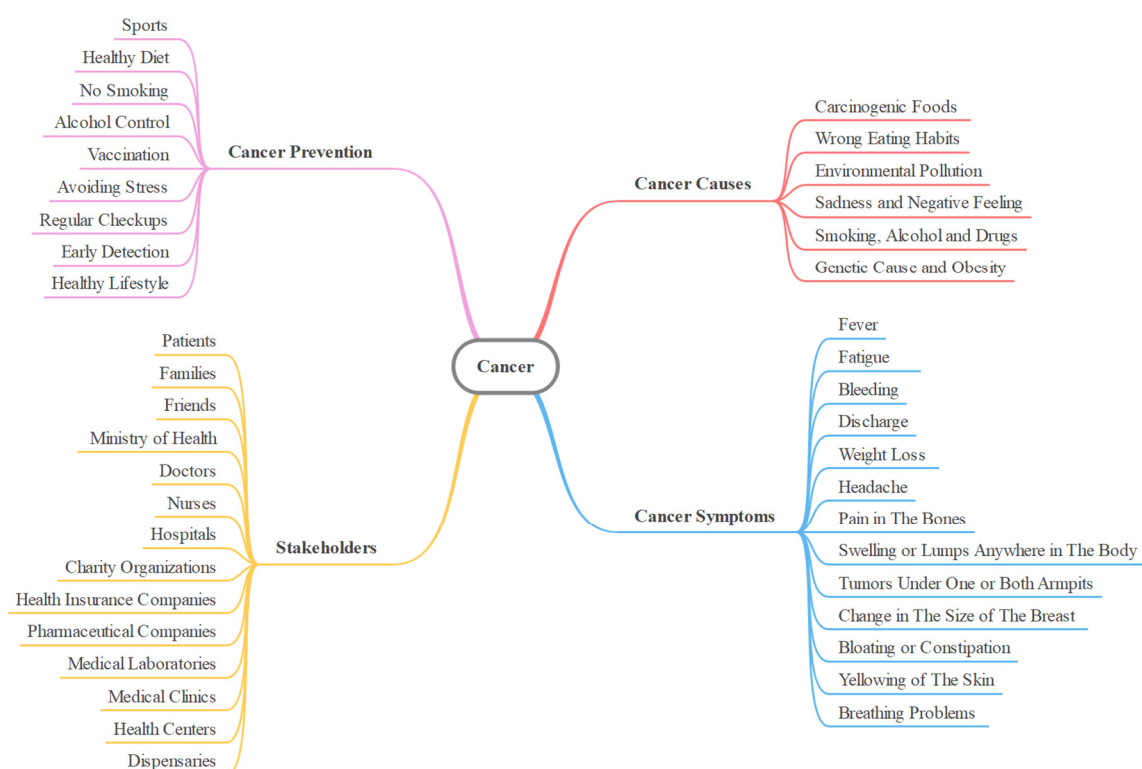 Sports
Healthy Diet
No Smoking
Alcohol Control
Vaccination
Avoiding Stress
Regular Checkups
Early Detection
Healthy Lifestyle
Cancer Prevention
Patients
Families
Friends
Ministry of Health
Doctors
Nurses
Hospitals
Charity Organizations
Health Insurance Companies
Pharmaceutical Companies
Medical Laboratories
Medical Clinics
Health Centers
Dispensaries
Stakeholders
Cancer
Cancer Causes
Carcinogenic Foods
Wrong Eating Habits
Environmental Pollution
Sadness and Negative Feeling
Smoking, Alcohol and Drugs
Genetic Cause and Obesity
Cancer Symptoms
Fever
Fatigue
Bleeding
Discharge
Weight Loss
Headache
Pain in The Bones
Swelling or Lumps Anywhere in The Body
Tumors Under One or Both Armpits
Change in The Size of The Breast
Bloating or Constipation
Yellowing of The Skin
Breathing Problems